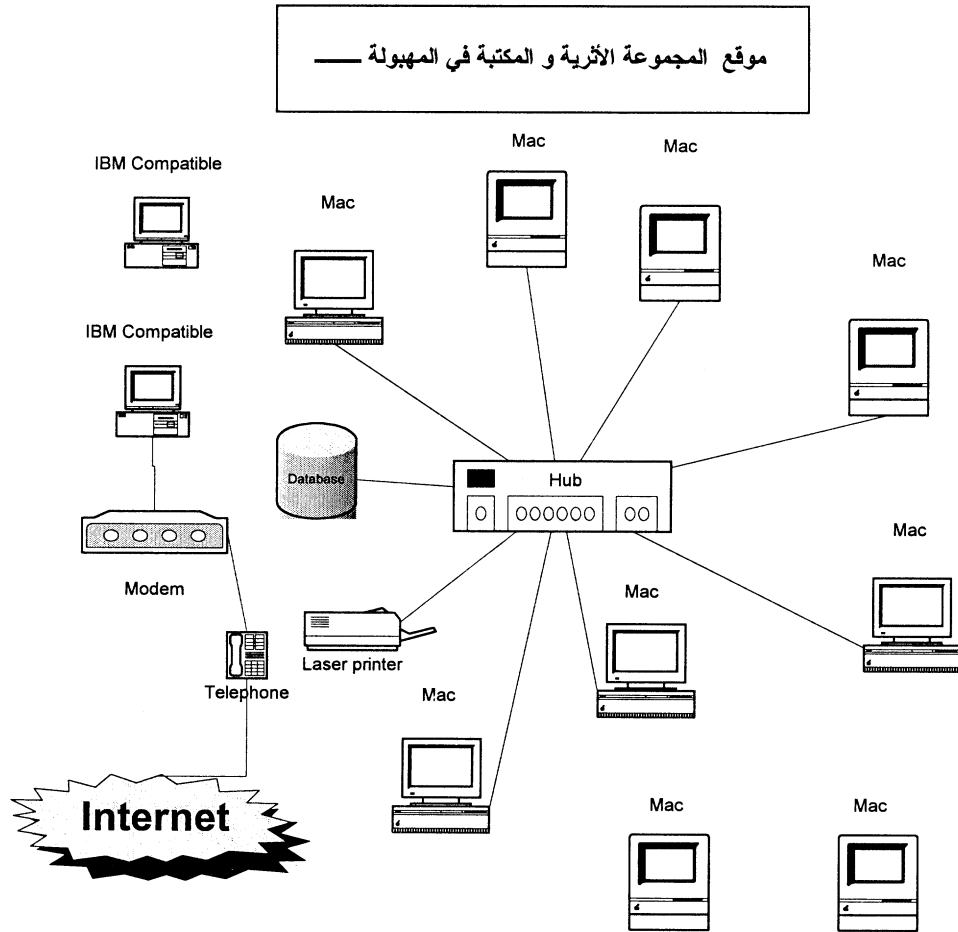 موقع المجموعة الأثرية و المكتبة في المهبولة ـــــ
Mac
Mac
IBM Compatible
Mac
Mac
IBM Compatible
Database
Hub
Mac
Modem
Mac
Laser printer
Telephone
Mac
Internet
Mac
Mac